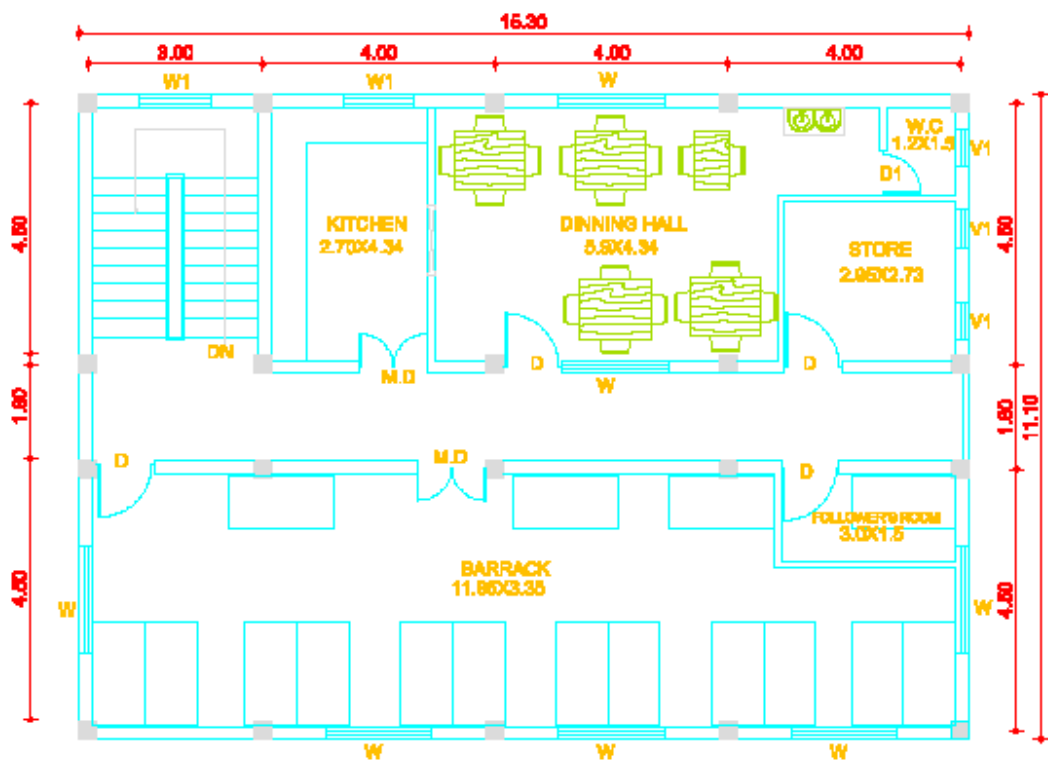 15.30
3.00
4.00
4.00
4.00
W1
W1
W
W.C
1.2X1.5
V1
D1
4.50
KITCHEN
2.70X4.34
DINNING HALL
5.9X4.34
4.50
V1
STORE
2.95X2.73
V1
DN
M.D
D
W
D
1.80
1.80
11.10
D
M.D
D
FOLLOWER'S ROOM
3.0X1.5
BARRACK
11.95X3.35
4.50
4.50
W
W
W
W
W